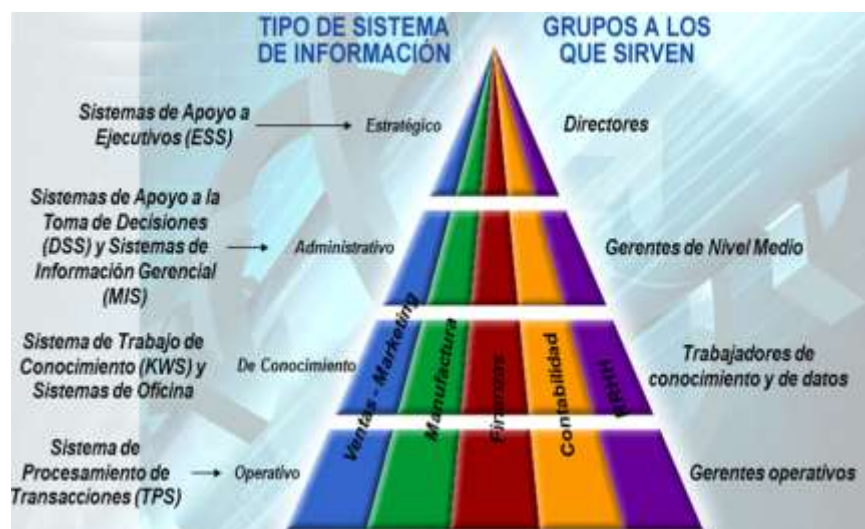 TIPO DE SISTEMA
DE INFORMACIÓN
GRUPOS A LOS
QUE SIRVEN
Sistemas de Apoyo a
Ejecutivos (ESS)
Estratégico
Directores
Sistemas de Apoyo a la
Toma de Decisiones
(DSS) y Sistemas de
Información Gerencial
(MIS)
Administrativo
Gerentes de Nivel Medio
Sistema de Trabajo de
Conocimiento (KWS) y
Sistemas de Oficina
De Conocimiento
Trabajadores de
conocimiento y de datos
Sistema de
Procesamiento de
Transacciones (TPS)
Operativo
Gerentes operativos
Ventas - Marketing
Manufactura
Finanzas
Contabilidad
RRHH